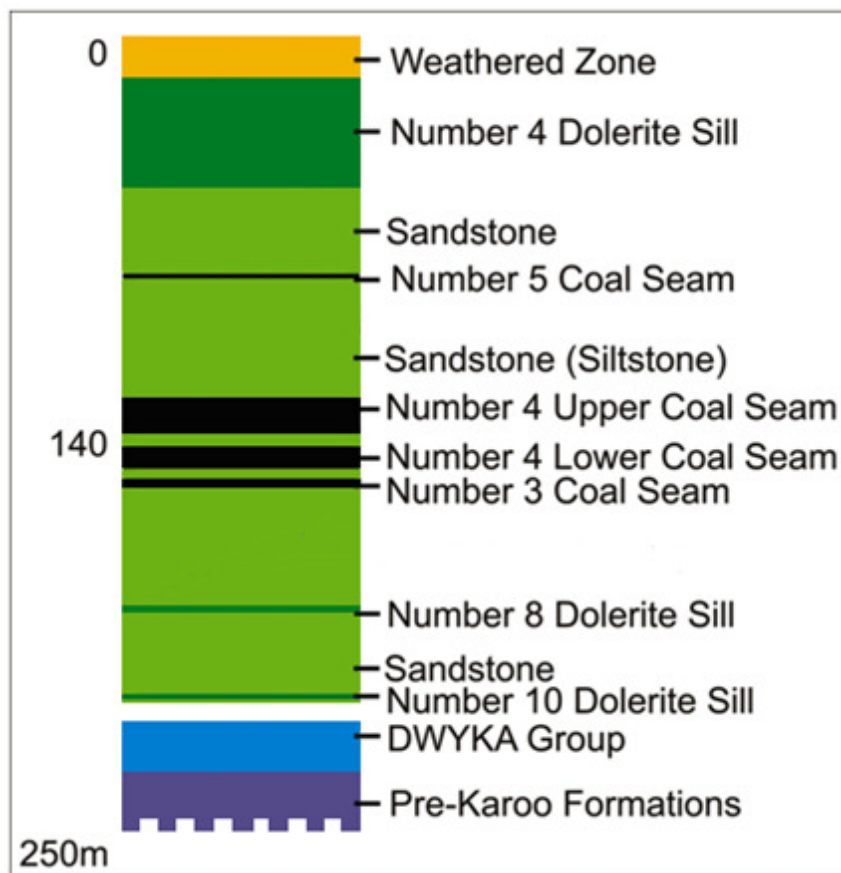 0
Weathered Zone
Number 4 Dolerite Sill
Sandstone
Number 5 Coal Seam
Sandstone (Siltstone)
Number 4 Upper Coal Seam
140
Number 4 Lower Coal Seam
Number 3 Coal Seam
Number 8 Dolerite Sill
Sandstone
Number 10 Dolerite Sill
DWYKA Group
Pre-Karoo Formations
250m